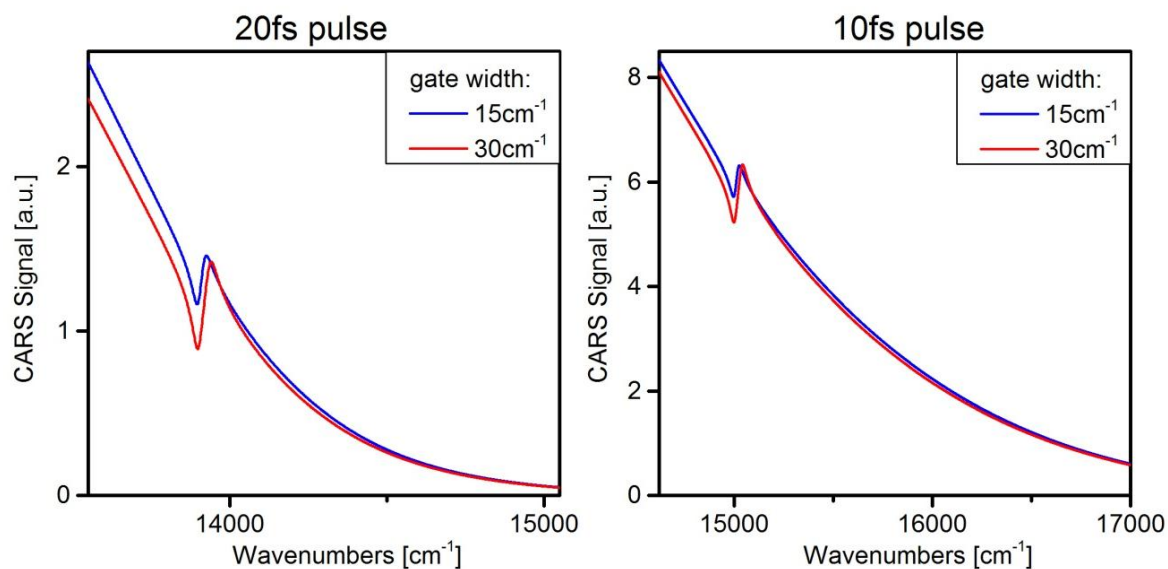 20fs pulse
CARS Signal [a.u.]
2
1
0
gate width:
15cm⁻¹
30cm⁻¹
14000
15000
Wavenumbers [cm⁻¹]
10fs pulse
CARS Signal [a.u.]
8
6
4
2
0
gate width:
15cm⁻¹
30cm⁻¹
15000
16000
17000
Wavenumbers [cm⁻¹]